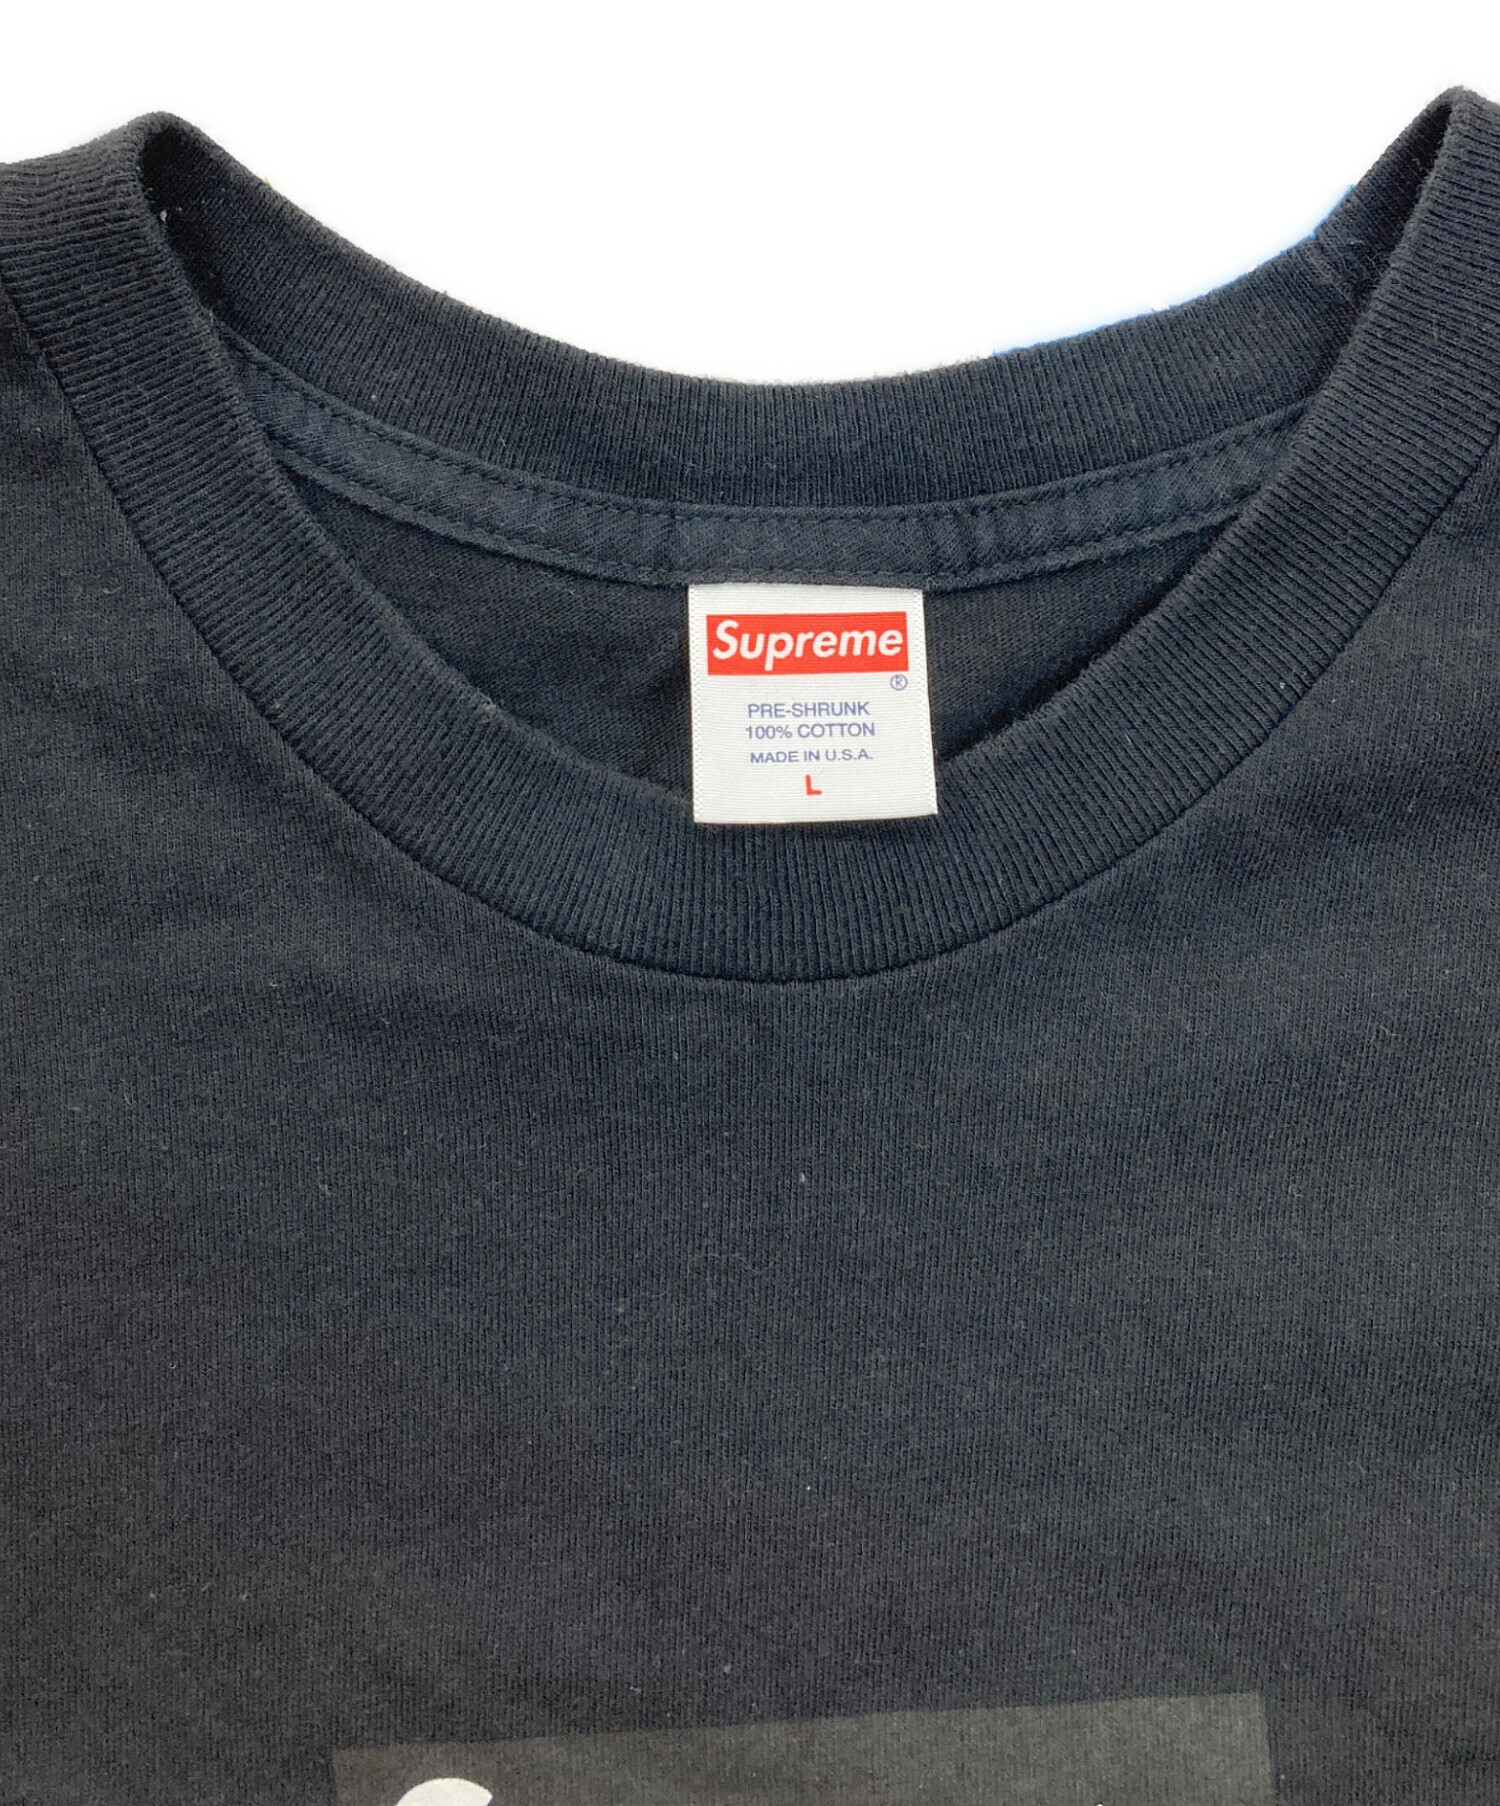 Supreme
®
PRE-SHRUNK
100% COTTON
MADE IN U.S.A.
L